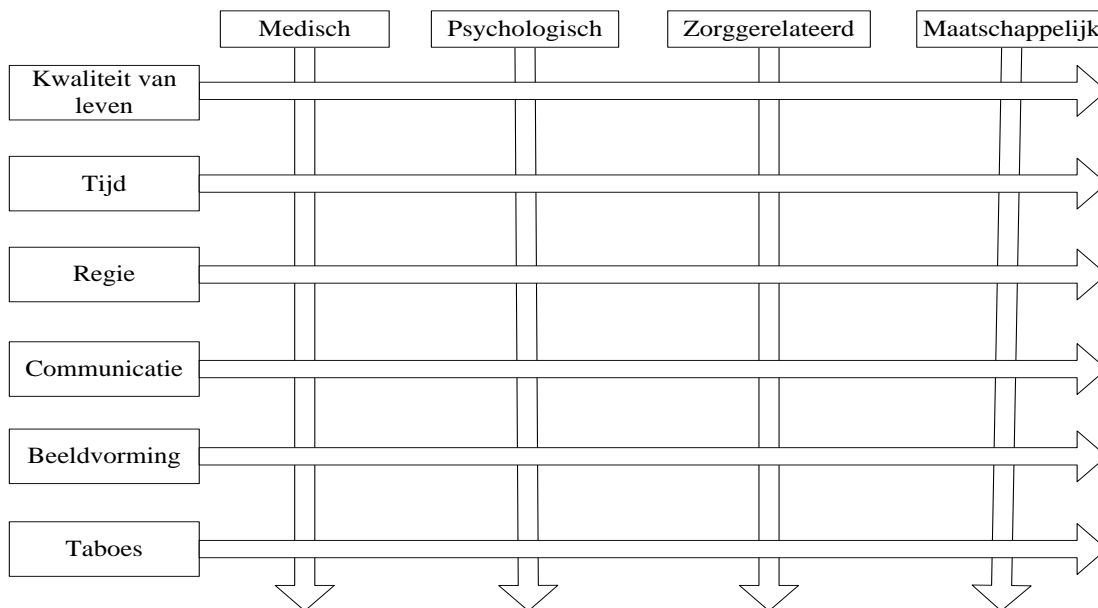 Medisch
Psychologisch
Zorggerelateerd
Maatschappelijk
Kwaliteit van
leven
Tijd
Regie
Communicatie
Beeldvorming
Taboes